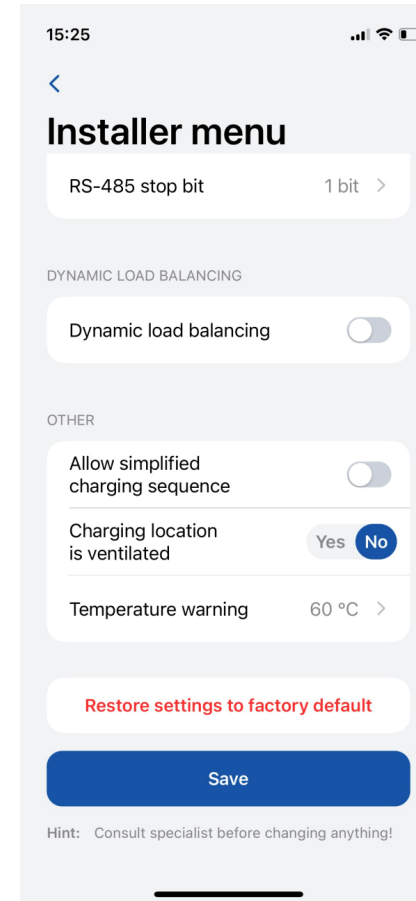 15:25
Installer menu
RS-485 stop bit 1 bit >
DYNAMIC LOAD BALANCING
Dynamic load balancing
OTHER
Allow simplified
charging sequence
Charging location
is ventilated
Yes No
Temperature warning 60 °C >
Restore settings to factory default
Save
Hint: Consult specialist before changing anything!